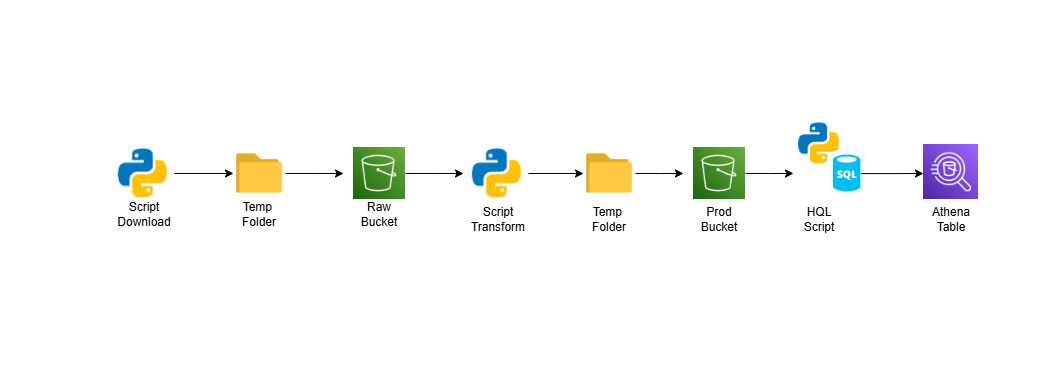 Script
Download
Temp
Folder
Raw
Bucket
Script
Transform
Temp
Folder
Prod
Bucket
SQL
HQL
Script
Athena
Table